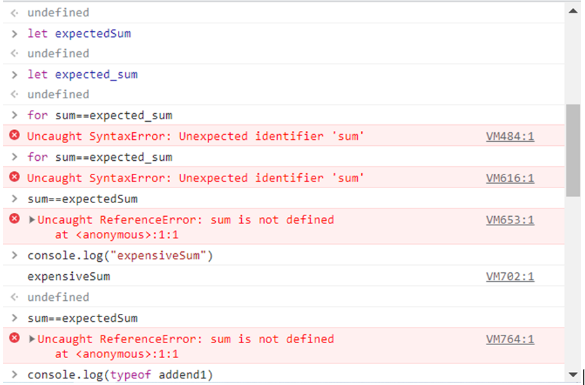 undefined
let expectedSum
undefined
let expected_sum
undefined
for sum==expected_sum
Uncaught SyntaxError: Unexpected identifier 'sum' VM484:1
for sum==expected_sum
Uncaught SyntaxError: Unexpected identifier 'sum' VM616:1
sum==expectedSum
Uncaught ReferenceError: sum is not defined VM653:1
at <anonymous>:1:1
console.log("expensiveSum")
expensiveSum VM702:1
undefined
sum==expectedSum
Uncaught ReferenceError: sum is not defined VM764:1
at <anonymous>:1:1
console.log(typeof addend1)